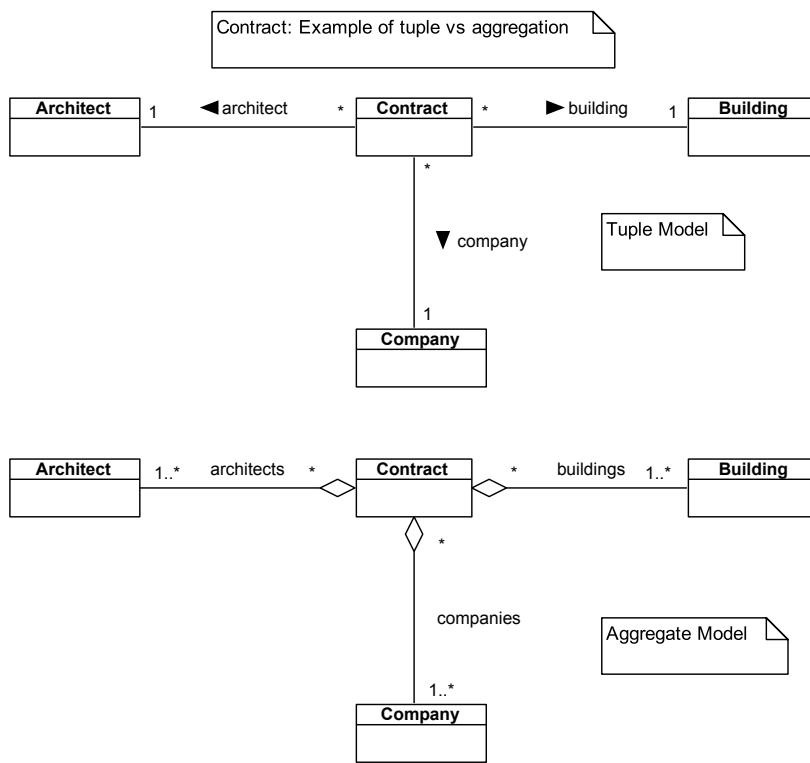 Contract: Example of tuple vs aggregation
Architect 1 ◄ architect * Contract * ► building 1 Building
*
▼ company
Tuple Model
1
Company
Architect 1..* architects * Contract * buildings 1..* Building
*
companies
Aggregate Model
1..*
Company